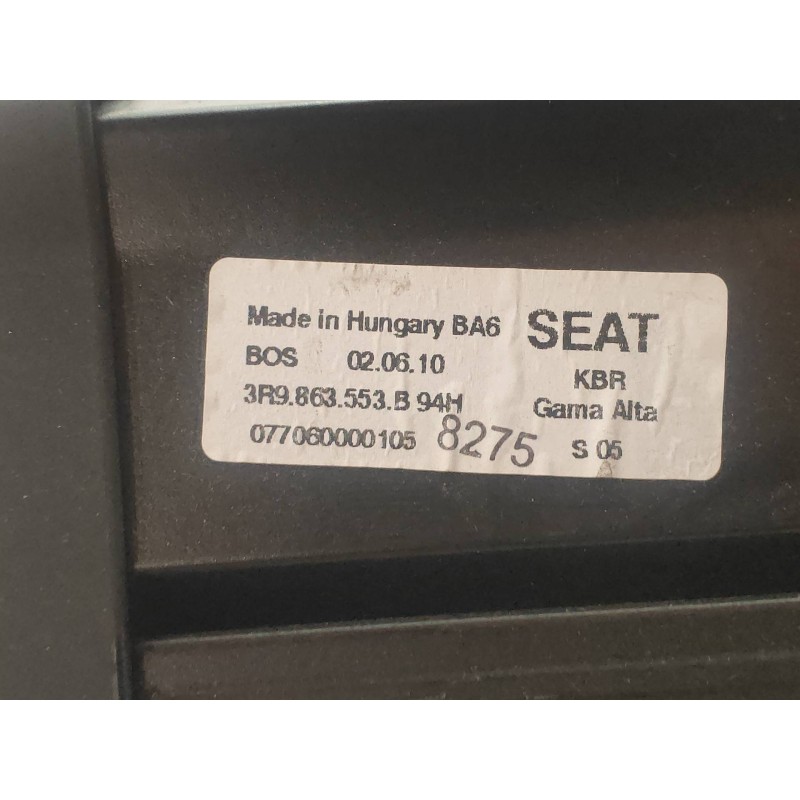 Made in Hungary BA6
BOS 02.06.10
3R9.863.553.B 94H
077060000105 8275
SEAT
KBR
Gama Alta
S 05